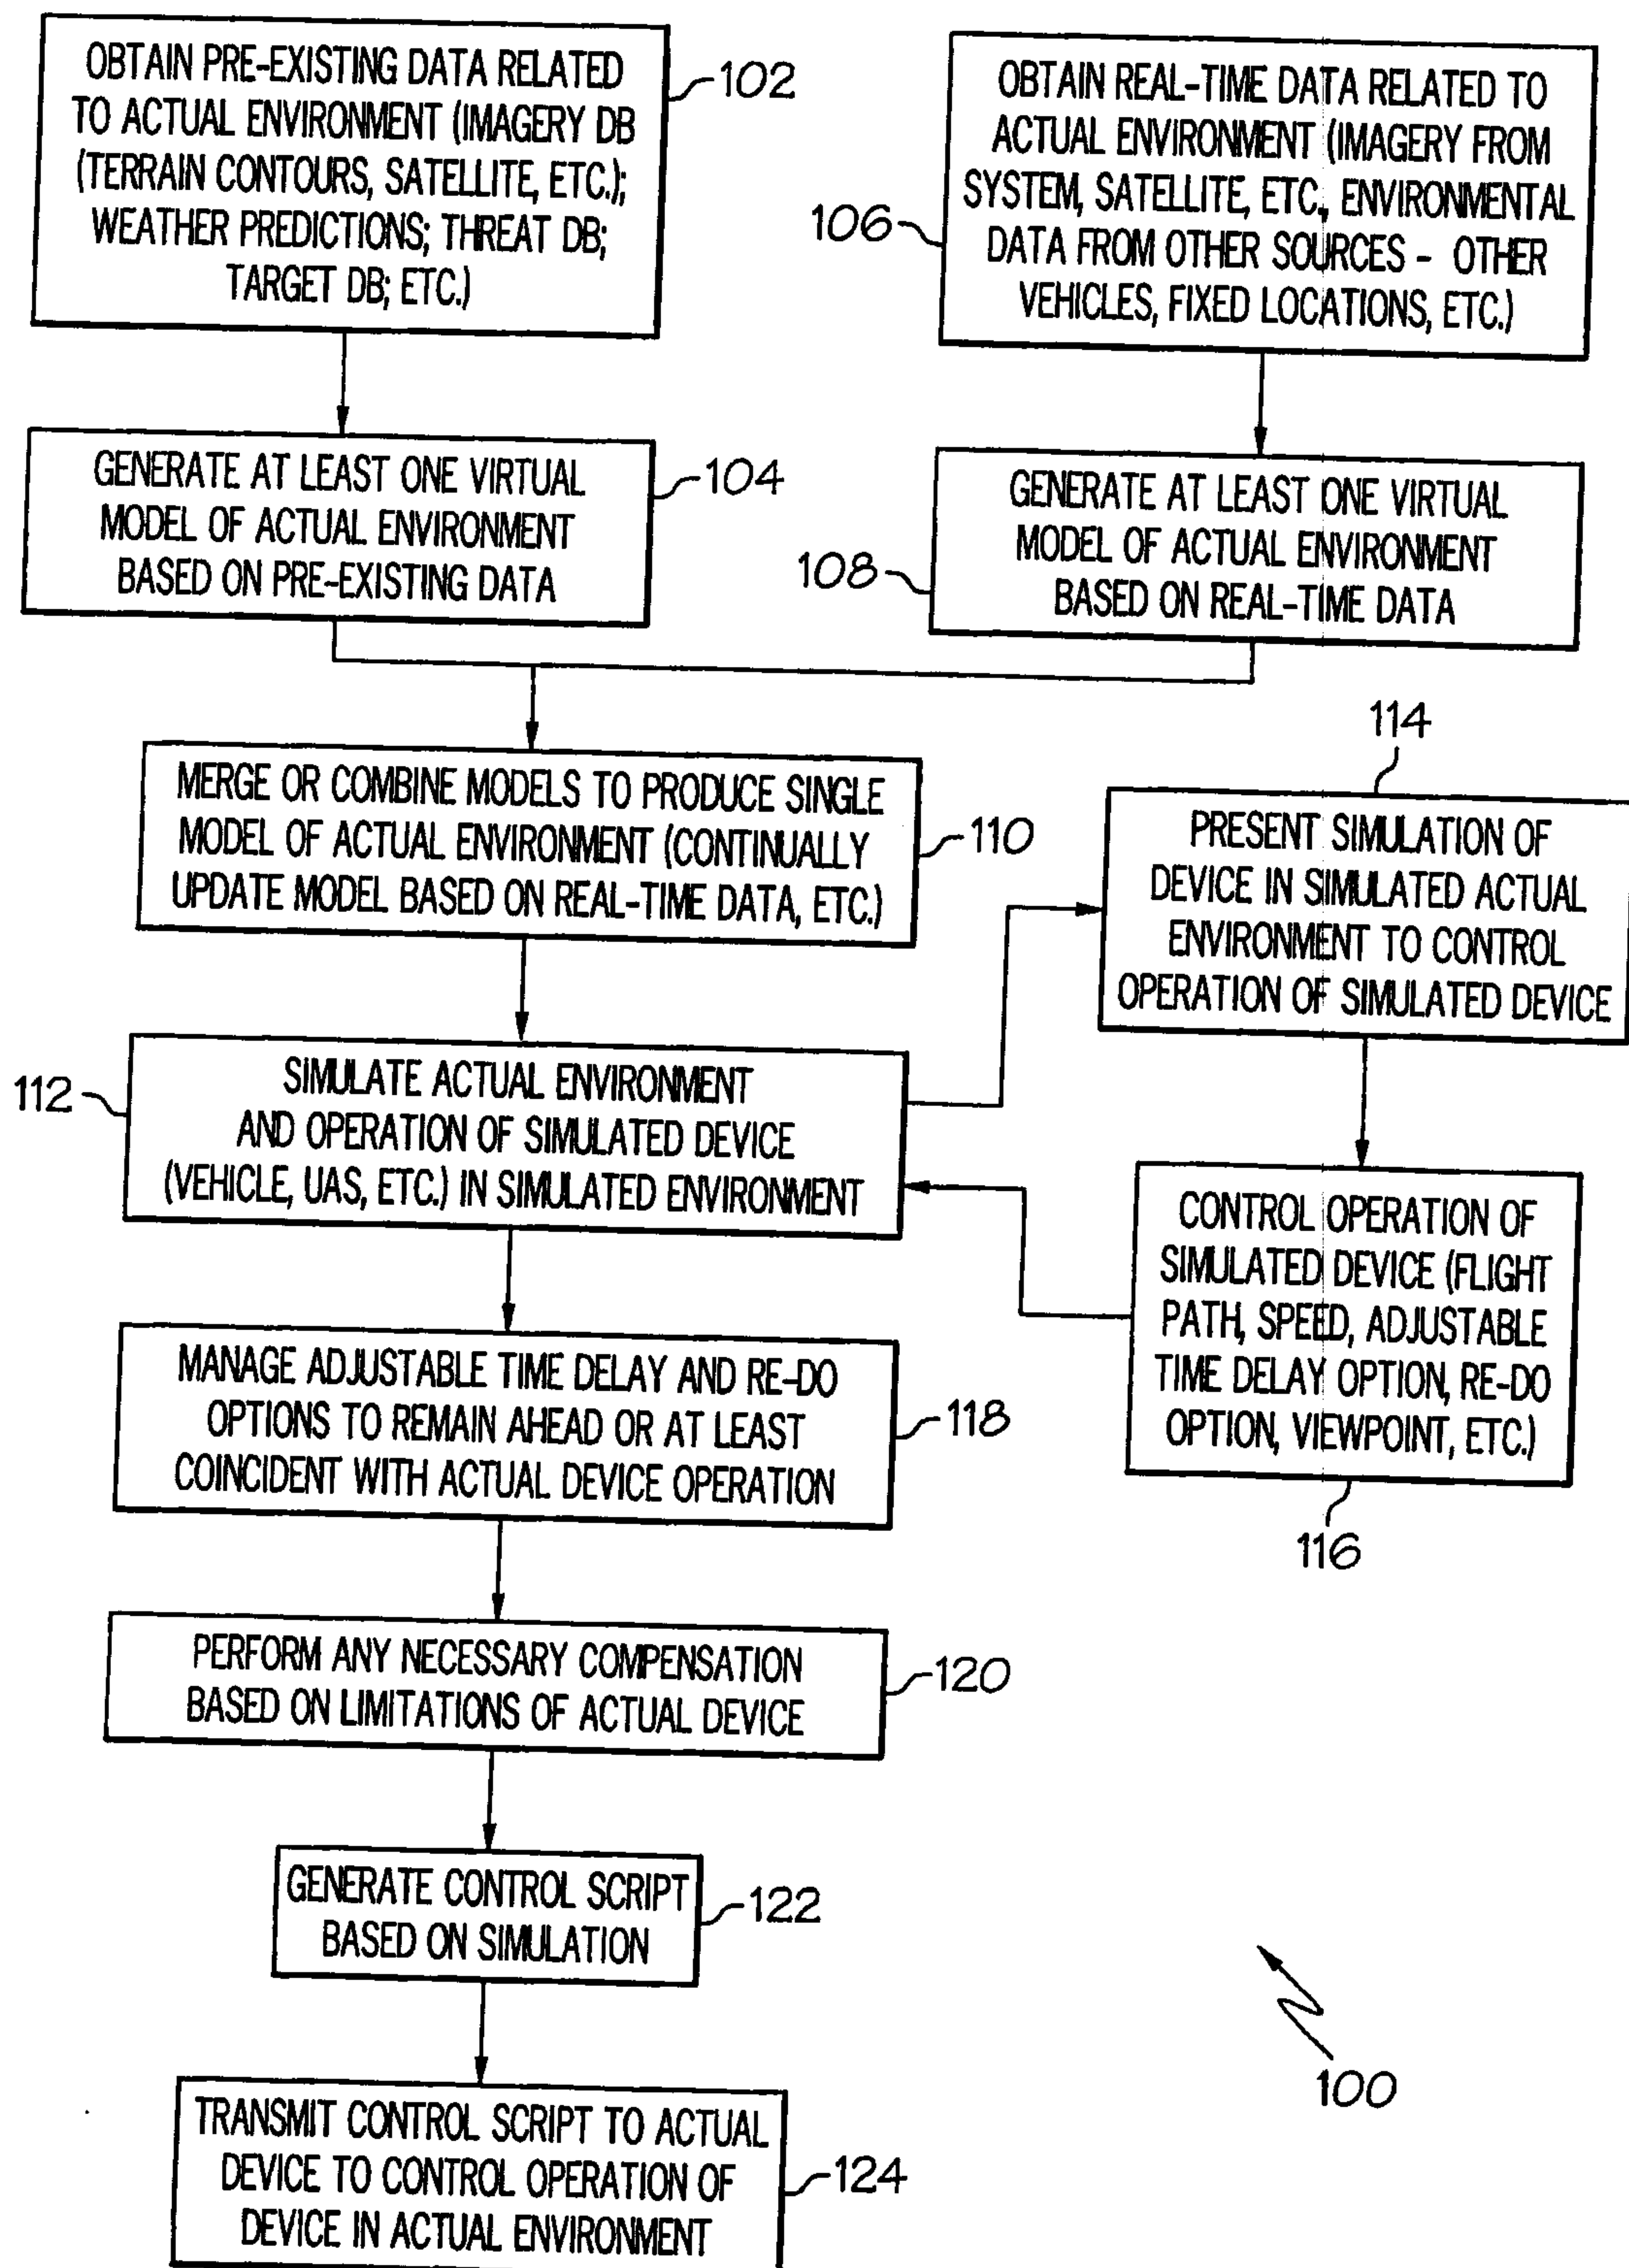 OBTAIN PRE-EXISTING DATA RELATED
TO ACTUAL ENVIRONMENT (IMAGERY DB
(TERRAIN CONTOURS, SATELLITE, ETC.);
WEATHER PREDICTIONS; THREAT DB;
TARGET DB; ETC.)
102
OBTAIN REAL-TIME DATA RELATED TO
ACTUAL ENVIRONMENT (IMAGERY FROM
SYSTEM, SATELLITE, ETC., ENVIRONMENTAL
DATA FROM OTHER SOURCES - OTHER
VEHICLES, FIXED LOCATIONS, ETC.)
106
GENERATE AT LEAST ONE VIRTUAL
MODEL OF ACTUAL ENVIRONMENT
BASED ON PRE-EXISTING DATA
104
GENERATE AT LEAST ONE VIRTUAL
MODEL OF ACTUAL ENVIRONMENT
BASED ON REAL-TIME DATA
108
MERGE OR COMBINE MODELS TO PRODUCE SINGLE
MODEL OF ACTUAL ENVIRONMENT (CONTINUALLY
UPDATE MODEL BASED ON REAL-TIME DATA, ETC.)
110
114
PRESENT SIMULATION OF
DEVICE IN SIMULATED ACTUAL
ENVIRONMENT TO CONTROL
OPERATION OF SIMULATED DEVICE
112
SIMULATE ACTUAL ENVIRONMENT
AND OPERATION OF SIMULATED DEVICE
(VEHICLE, UAS, ETC.) IN SIMULATED ENVIRONMENT
CONTROL OPERATION OF
SIMULATED DEVICE (FLIGHT
PATH, SPEED, ADJUSTABLE
TIME DELAY OPTION, RE-DO
OPTION, VIEWPOINT, ETC.)
116
MANAGE ADJUSTABLE TIME DELAY AND RE-DO
OPTIONS TO REMAIN AHEAD OR AT LEAST
COINCIDENT WITH ACTUAL DEVICE OPERATION
118
PERFORM ANY NECESSARY COMPENSATION
BASED ON LIMITATIONS OF ACTUAL DEVICE
120
GENERATE CONTROL SCRIPT
BASED ON SIMULATION
122
TRANSMIT CONTROL SCRIPT TO ACTUAL
DEVICE TO CONTROL OPERATION OF
DEVICE IN ACTUAL ENVIRONMENT
124
100